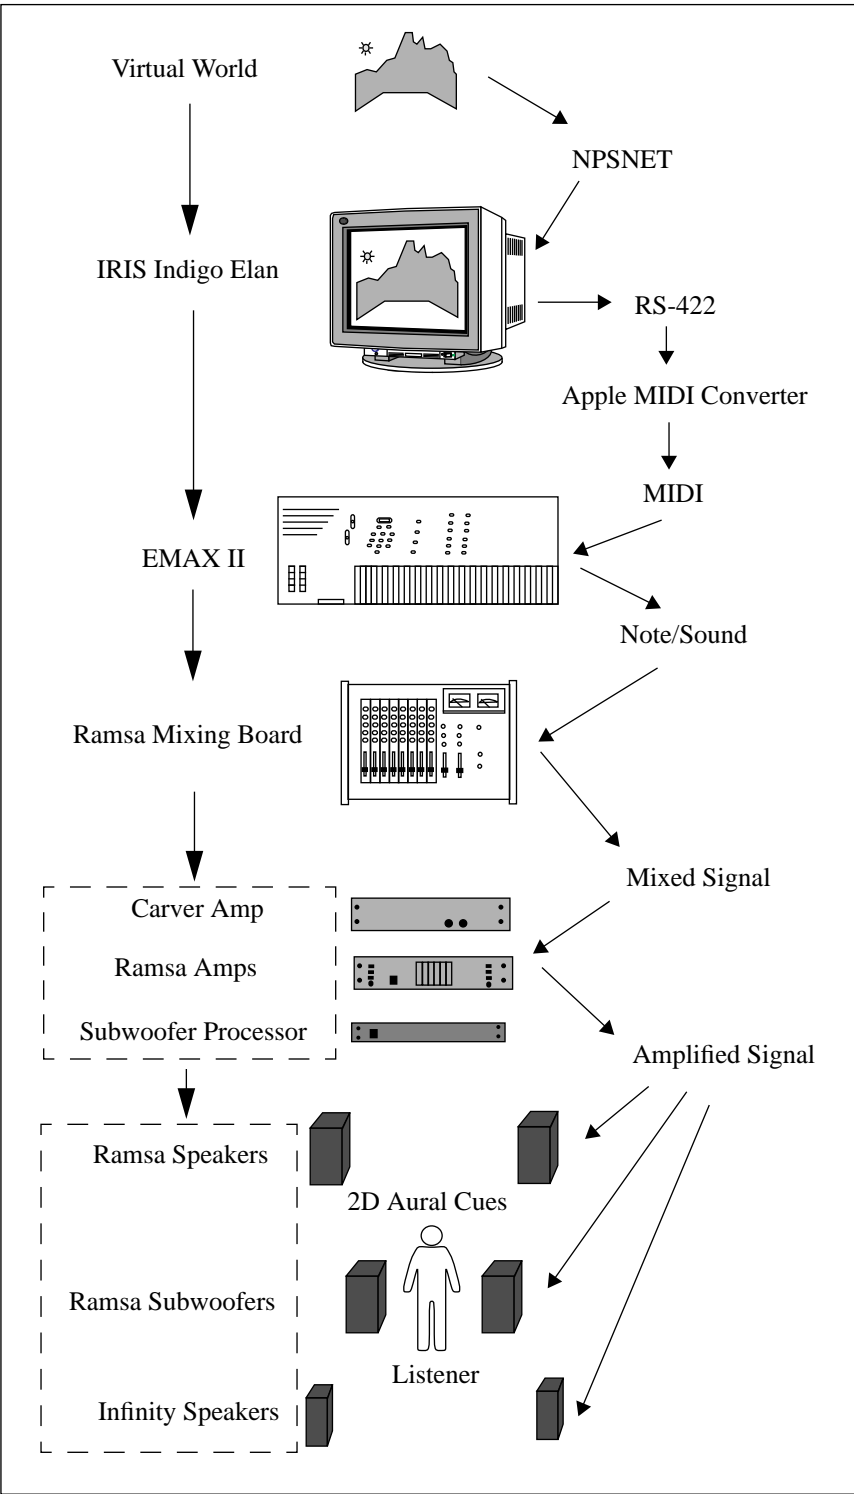 Virtual World
NPSNET
IRIS Indigo Elan
RS-422
Apple MIDI Converter
MIDI
EMAX II
Note/Sound
Ramsa Mixing Board
Mixed Signal
Carver Amp
Ramsa Amps
Subwoofer Processor
Amplified Signal
Ramsa Speakers
2D Aural Cues
Ramsa Subwoofers
Listener
Infinity Speakers